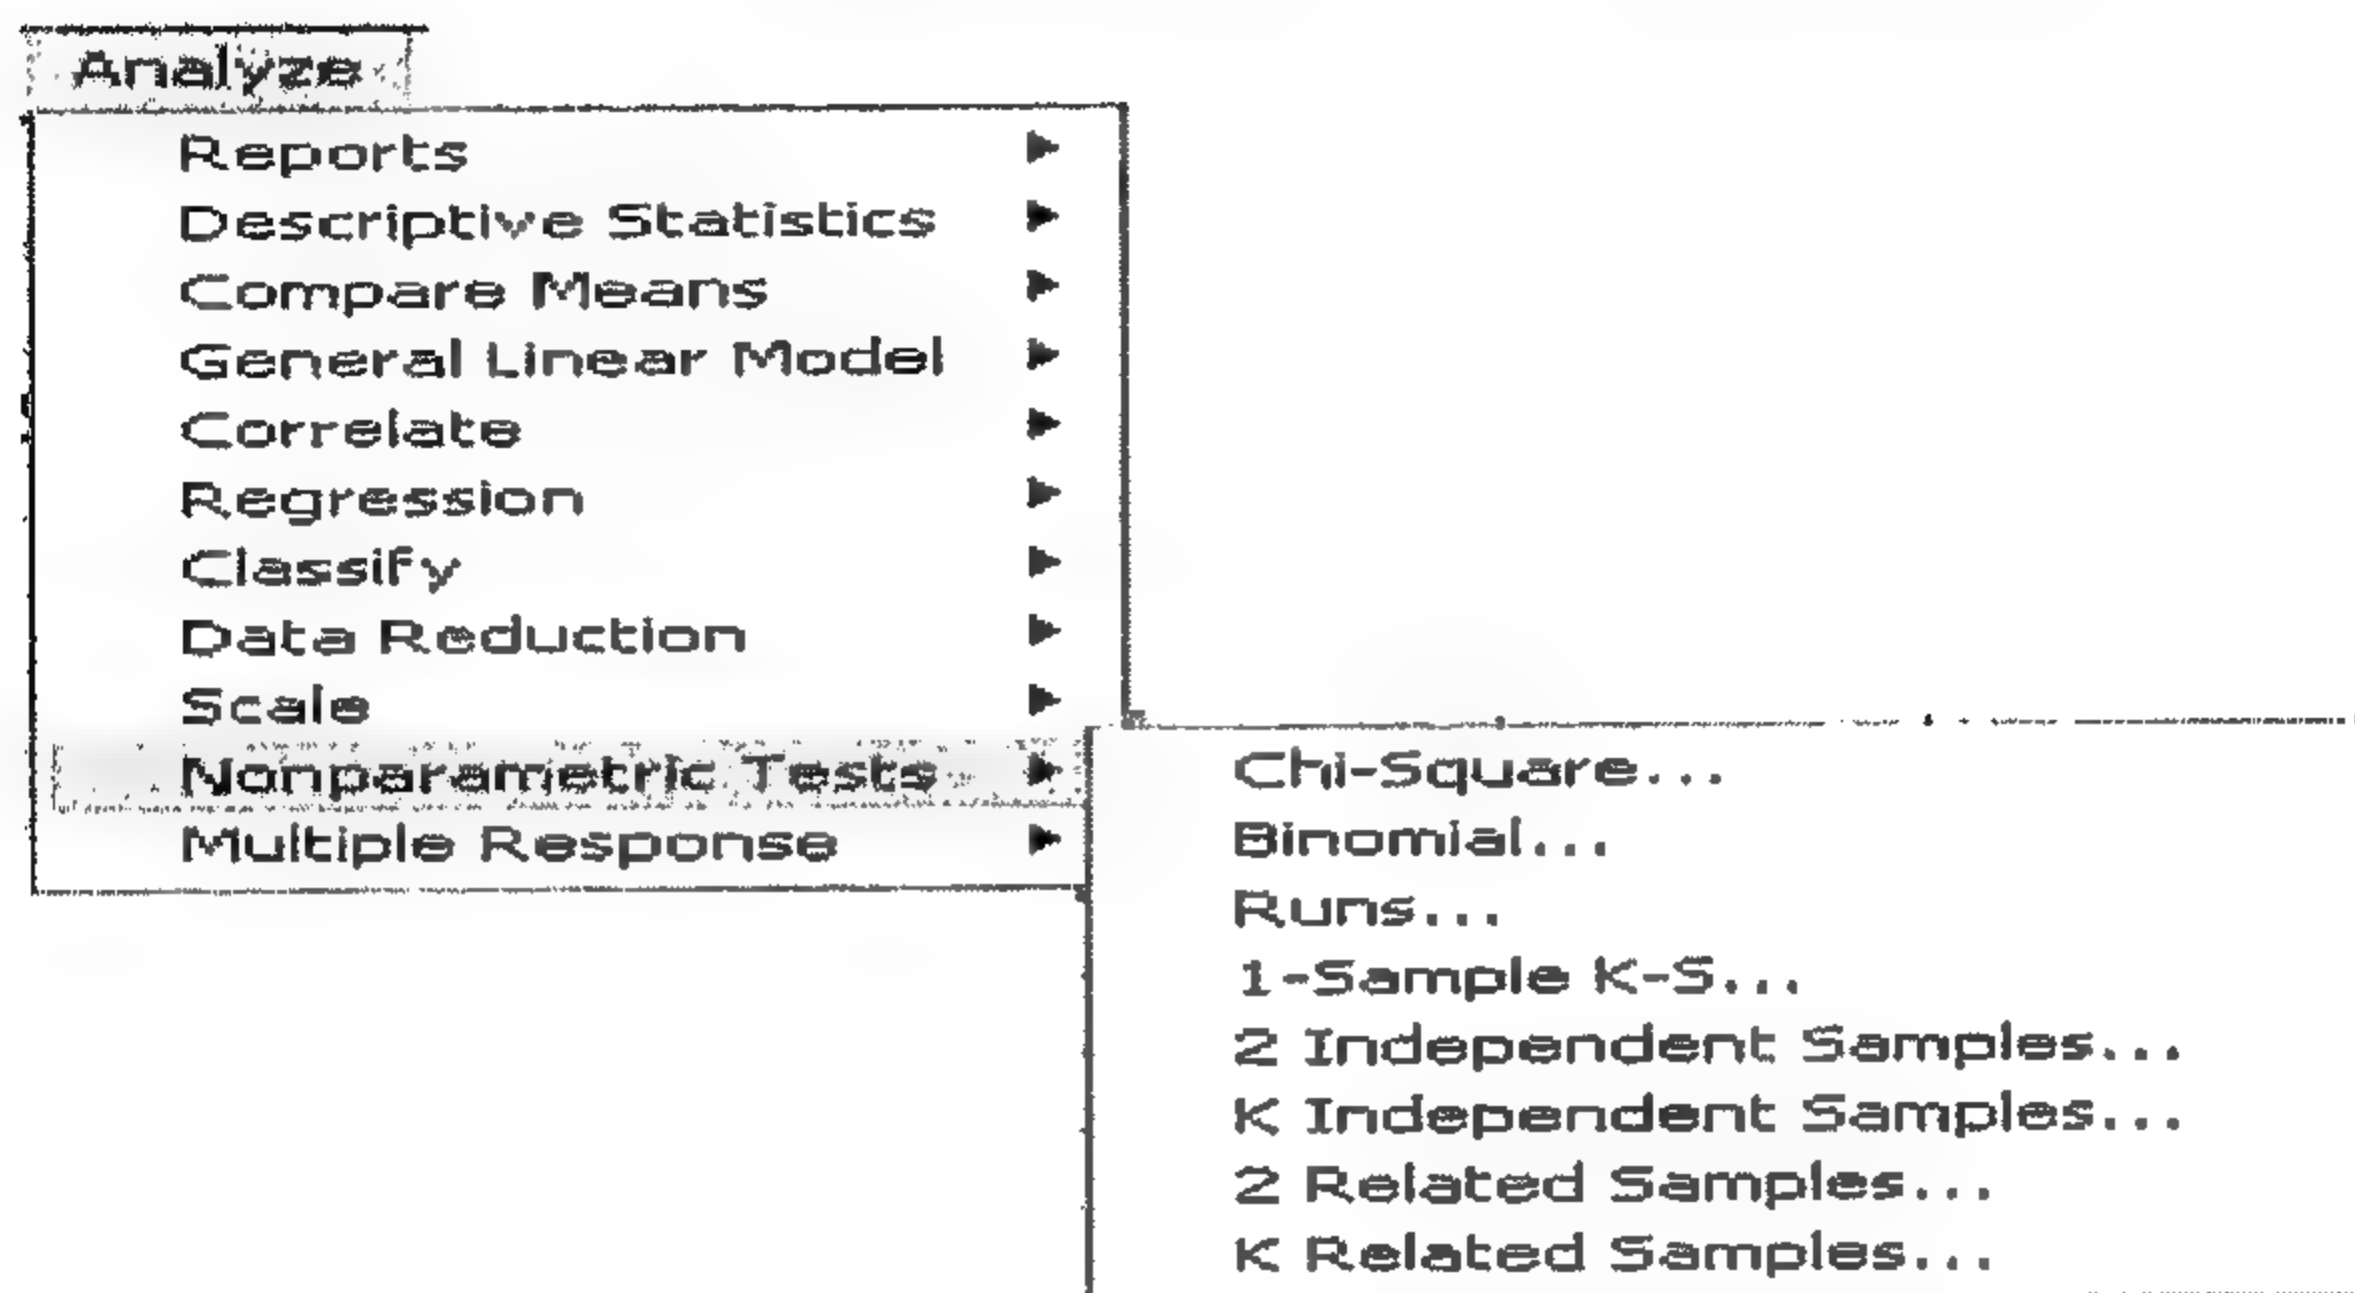 Analyze
Reports
Descriptive Statistics
Compare Means
General Linear Model
Correlate
Regression
Classify
Data Reduction
Scale
Nonparametric Tests
Multiple Response
Chi-Square...
Binomial...
Runs...
1-Sample K-S...
2 Independent Samples...
K Independent Samples...
2 Related Samples...
K Related Samples...